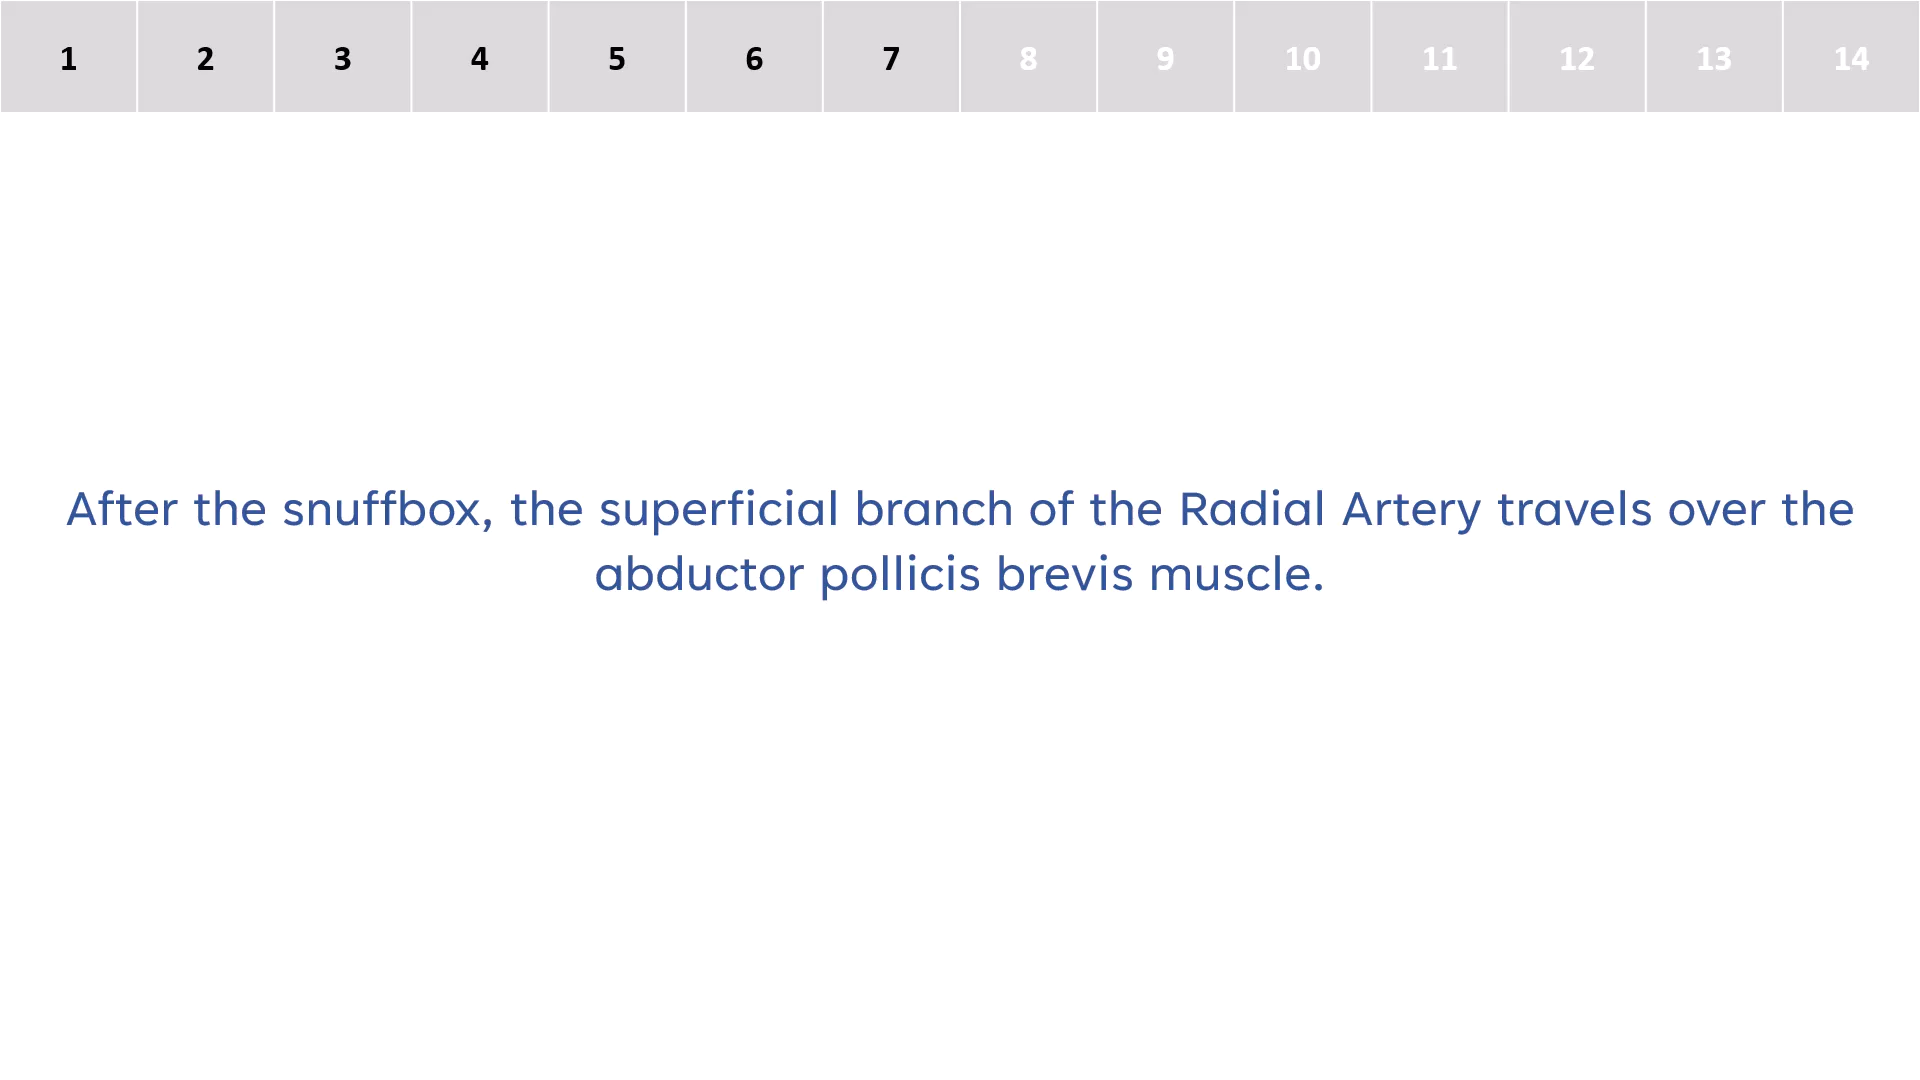 1 2 3 4 5 6 7 8 9 10 11 12 13 14
After the snuffbox, the superficial branch of the Radial Artery travels over the
abductor pollicis brevis muscle.